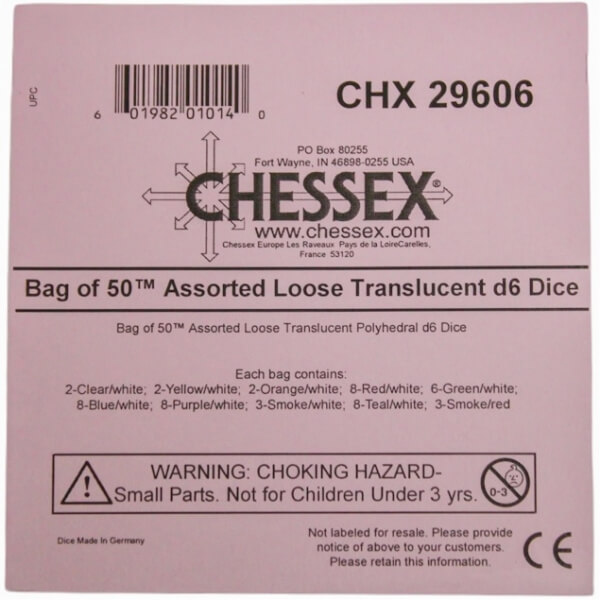 UPC
6 01982 01014 0
CHX 29606
PO Box 80255
Fort Wayne, IN 46898-0255 USA
CHESSEX®
www.chessex.com
Chessex Europe Les Raveaux Pays de la LoireCarelles,
France 53120
Bag of 50™ Assorted Loose Translucent d6 Dice
Bag of 50™ Assorted Loose Translucent Polyhedral d6 Dice
Each bag contains:
2-Clear/white; 2-Yellow/white; 2-Orange/white; 8-Red/white; 6-Green/white;
8-Blue/white; 8-Purple/white; 3-Smoke/white; 8-Teal/white; 3-Smoke/red
WARNING: CHOKING HAZARD-
Small Parts. Not for Children Under 3 yrs.
0-3
Dice Made In Germany
Not labeled for resale. Please provide
notice of above to your customers.
Please retain this information.
CE